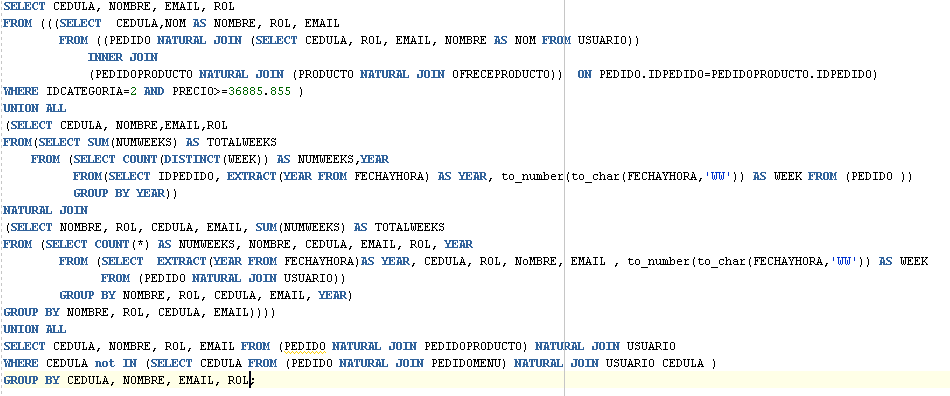 SELECT CEDULA, NOMBRE, EMAIL, ROL
FROM (((SELECT  CEDULA,NOM AS NOMBRE, ROL, EMAIL
        FROM ((PEDIDO NATURAL JOIN (SELECT CEDULA, ROL, EMAIL, NOMBRE AS NOM FROM USUARIO))
            INNER JOIN
            (PEDIDOPRODUCTO NATURAL JOIN (PRODUCTO NATURAL JOIN OFRECEPRODUCTO))  ON PEDIDO.IDPEDIDO=PEDIDOPRODUCTO.IDPEDIDO)
WHERE IDCATEGORIA=2 AND PRECIO>=36885.855 )
UNION ALL
(SELECT CEDULA, NOMBRE,EMAIL,ROL
FROM(SELECT SUM(NUMWEEKS) AS TOTALWEEKS
    FROM (SELECT COUNT(DISTINCT(WEEK)) AS NUMWEEKS,YEAR
          FROM(SELECT IDPEDIDO, EXTRACT(YEAR FROM FECHAYHORA) AS YEAR, to_number(to_char(FECHAYHORA,'WW')) AS WEEK FROM (PEDIDO ))
          GROUP BY YEAR))
NATURAL JOIN
(SELECT NOMBRE, ROL, CEDULA, EMAIL, SUM(NUMWEEKS) AS TOTALWEEKS
FROM (SELECT COUNT(*) AS NUMWEEKS, NOMBRE, CEDULA, EMAIL, ROL, YEAR
        FROM (SELECT  EXTRACT(YEAR FROM FECHAYHORA)AS YEAR, CEDULA, ROL, NoMBRE, EMAIL , to_number(to_char(FECHAYHORA,'WW')) AS WEEK
              FROM (PEDIDO NATURAL JOIN USUARIO))
        GROUP BY NOMBRE, ROL, CEDULA, EMAIL, YEAR)
GROUP BY NOMBRE, ROL, CEDULA, EMAIL))))
UNION ALL
SELECT CEDULA, NOMBRE, ROL, EMAIL FROM (PEDIDO NATURAL JOIN PEDIDOPRODUCTO) NATURAL JOIN USUARIO
WHERE CEDULA not IN (SELECT CEDULA FROM (PEDIDO NATURAL JOIN PEDIDOMENU) NATURAL JOIN USUARIO CEDULA )
GROUP BY CEDULA, NOMBRE, EMAIL, ROL;